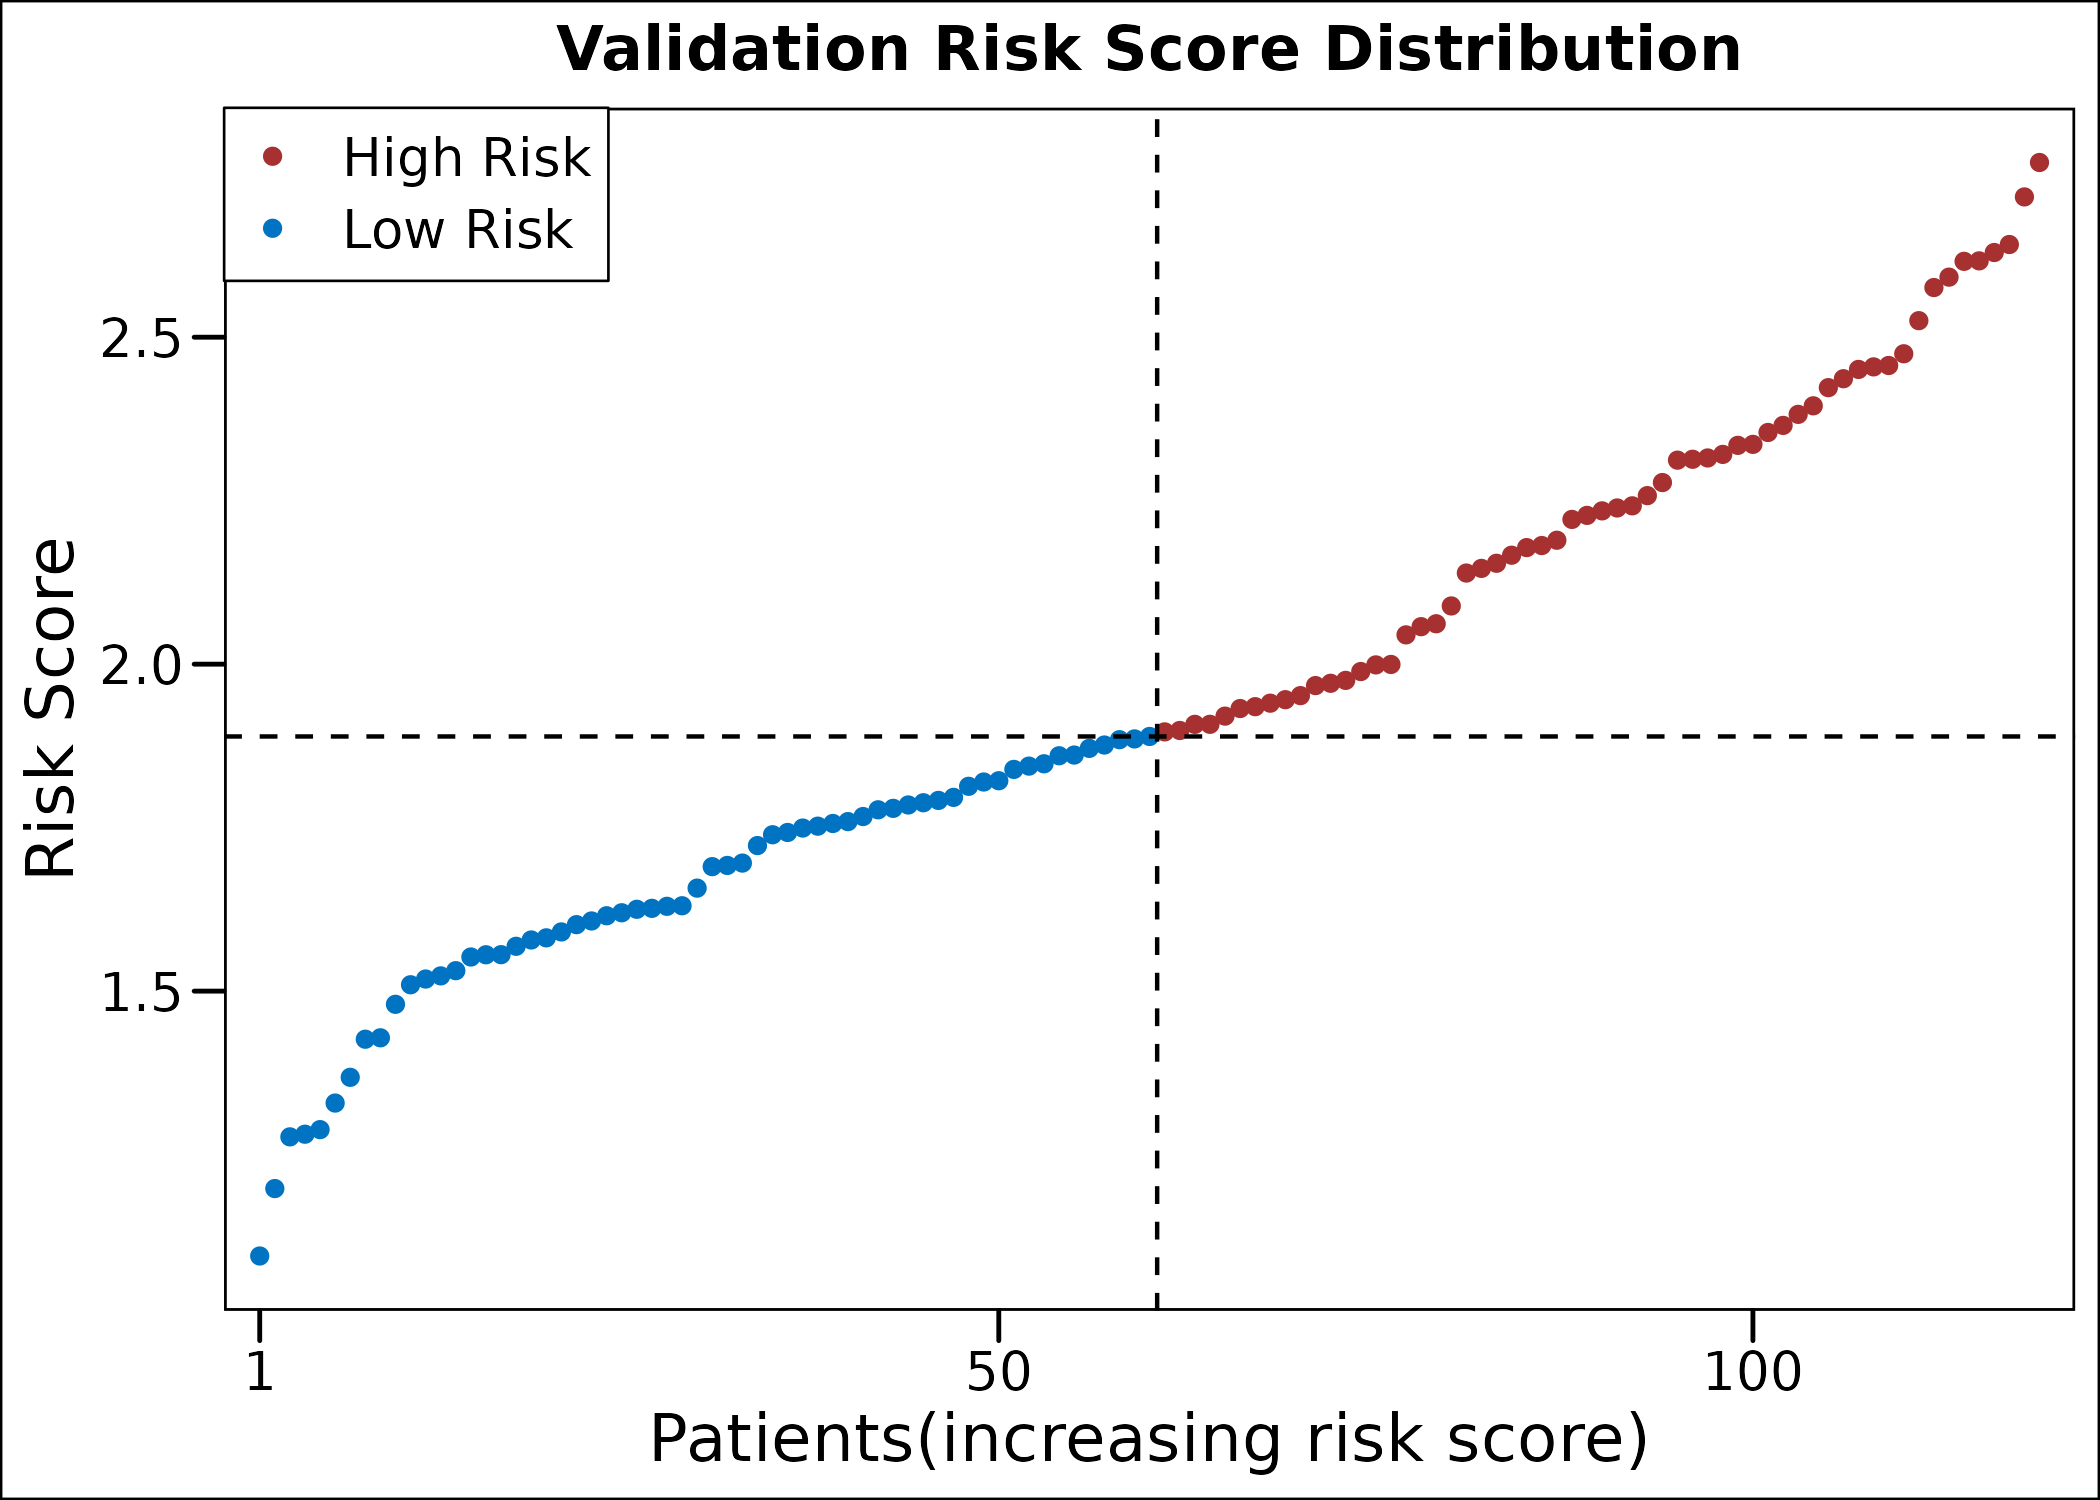 Validation Risk Score Distribution
High Risk
Low Risk
2.5
2.0
1.5
Risk Score
1 50 100
Patients(increasing risk score)